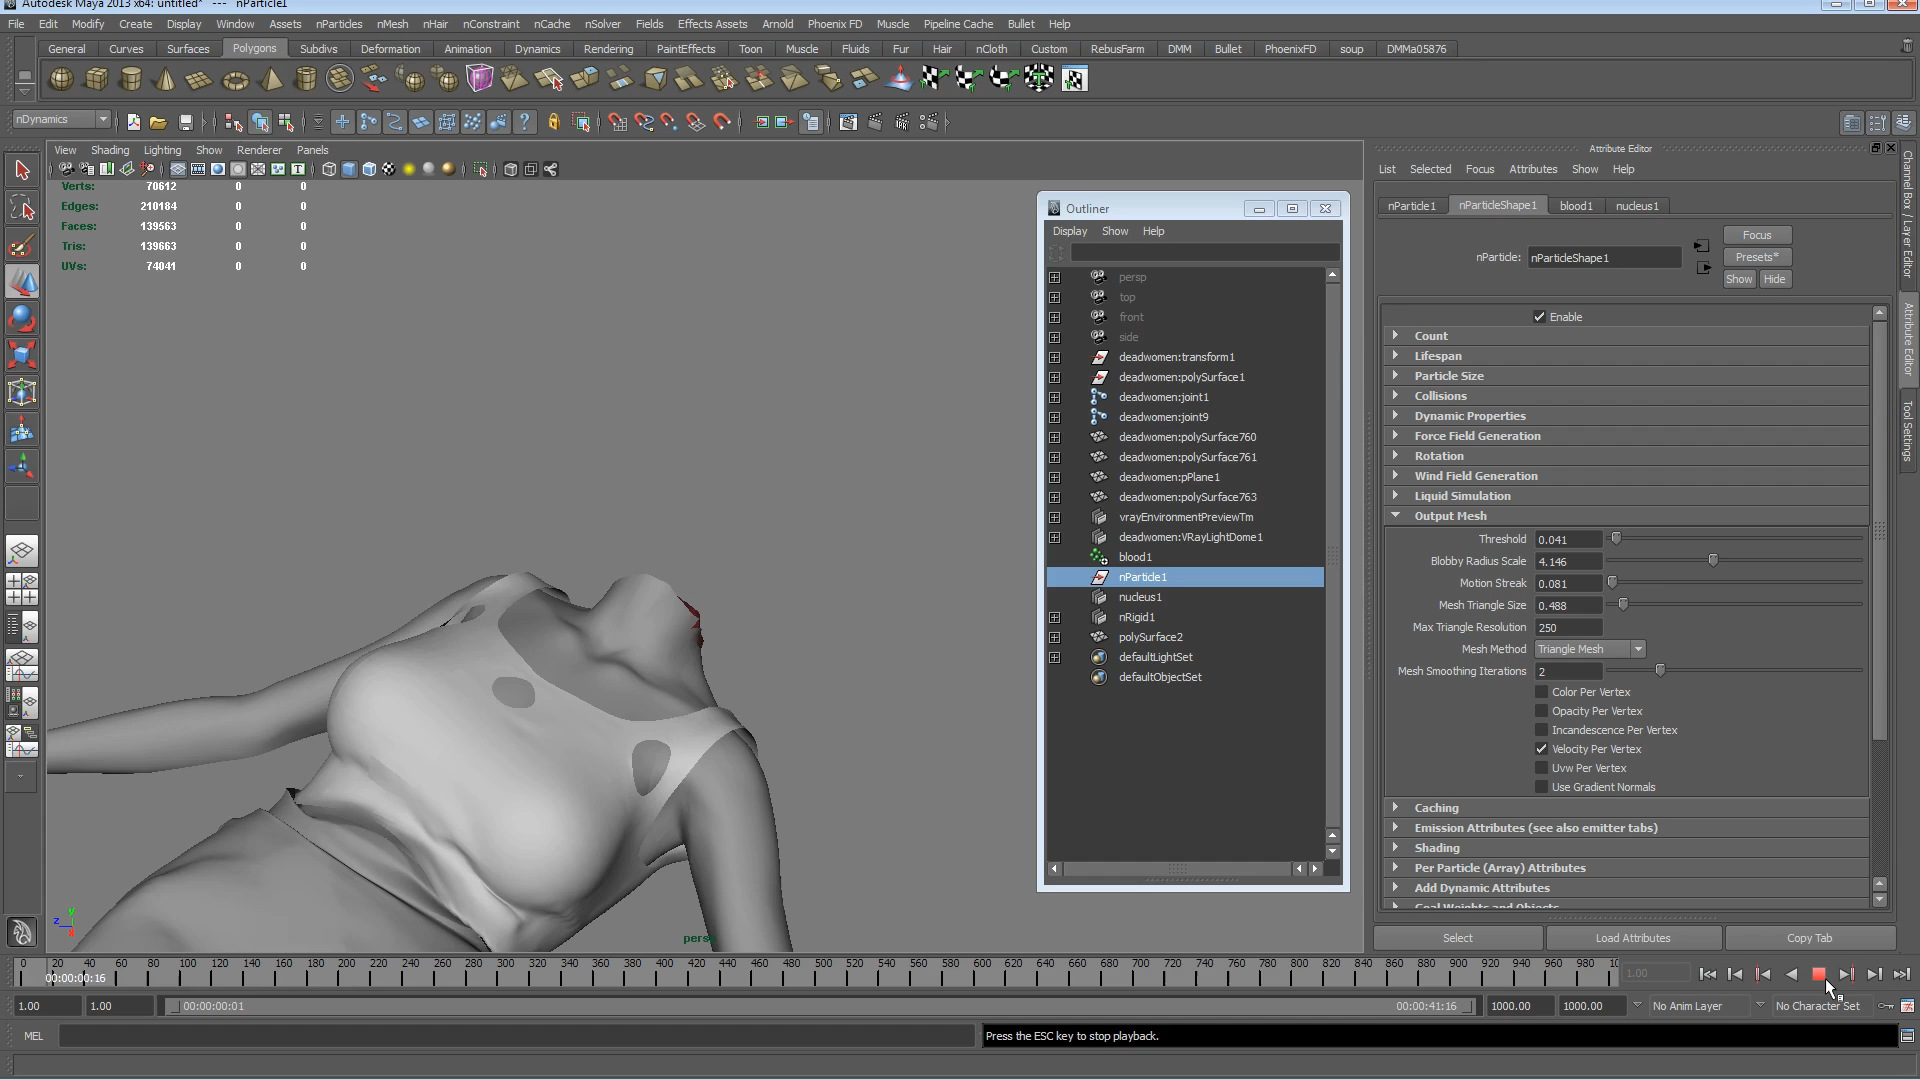 Autodesk Maya 2013 x64: untitled* --- nParticle1
File Edit Modify Create Display Window Assets nParticles nMesh nHair nConstraint nCache nSolver Fields Effects Assets Arnold Phoenix FD Muscle Pipeline Cache Bullet Help
General Curves Surfaces Polygons Subdivs Deformation Animation Dynamics Rendering PaintEffects Toon Muscle Fluids Fur Hair nCloth Custom RebusFarm DMM Bullet PhoenixFD soup DMMa05876
nDynamics
View Shading Lighting Show Renderer Panels
Verts: 70612 0 0
Edges: 210184 0 0
Faces: 139563 0 0
Tris: 139663 0 0
UVs: 74041 0 0
z y x
persp
Outliner
Display Show Help
persp
top
front
side
deadwomen:transform1
deadwomen:polySurface1
deadwomen:joint1
deadwomen:joint9
deadwomen:polySurface760
deadwomen:polySurface761
deadwomen:pPlane1
deadwomen:polySurface763
vrayEnvironmentPreviewTm
deadwomen:VRayLightDome1
blood1
nParticle1
nucleus1
nRigid1
polySurface2
defaultLightSet
defaultObjectSet
Attribute Editor
List Selected Focus Attributes Show Help
nParticle1 nParticleShape1 blood1 nucleus1
Focus
nParticle: nParticleShape1
Presets*
Show Hide
Enable
Count
Lifespan
Particle Size
Collisions
Dynamic Properties
Force Field Generation
Rotation
Wind Field Generation
Liquid Simulation
Output Mesh
Threshold 0.041
Blobby Radius Scale 4.146
Motion Streak 0.081
Mesh Triangle Size 0.488
Max Triangle Resolution 250
Mesh Method Triangle Mesh
Mesh Smoothing Iterations 2
Color Per Vertex
Opacity Per Vertex
Incandescence Per Vertex
Velocity Per Vertex
Uvw Per Vertex
Use Gradient Normals
Caching
Emission Attributes (see also emitter tabs)
Shading
Per Particle (Array) Attributes
Add Dynamic Attributes
Goal Weights and Objects
Select Load Attributes Copy Tab
Channel Box / Layer Editor
Attribute Editor
Tool Settings
0 20 40 60 80 100 120 140 160 180 200 220 240 260 280 300 320 340 360 380 400 420 440 460 480 500 520 540 560 580 600 620 640 660 680 700 720 740 760 780 800 820 840 860 880 900 920 940 960 980 10
00:00:00:16
1.00
1.00 1.00 00:00:00:01 00:00:41:16 1000.00 1000.00 No Anim Layer No Character Set
MEL Press the ESC key to stop playback.